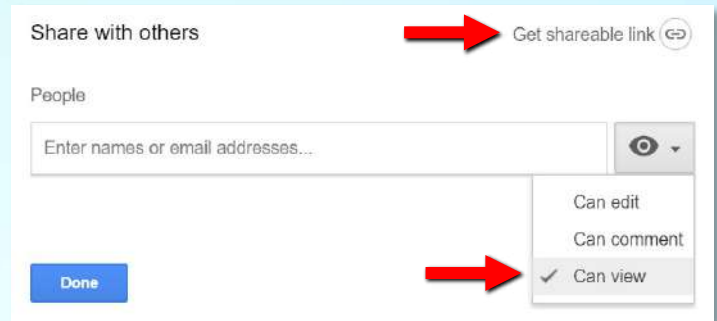 Share with others
Get shareable link
People
Enter names or email addresses...
Can edit
Can comment
Can view
Done